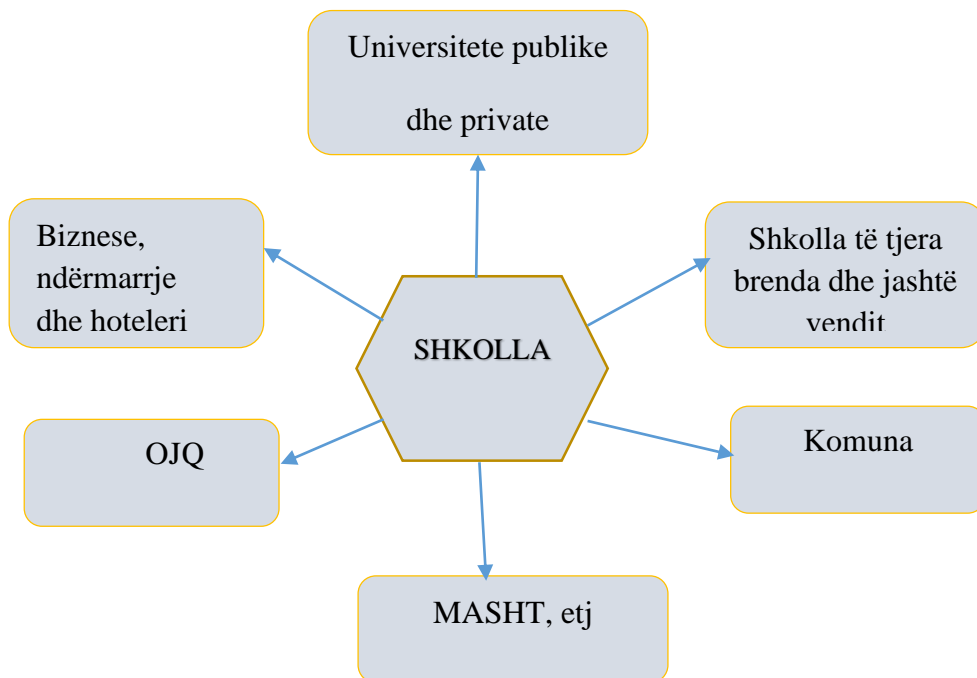 Universitete publike
dhe private
Biznese,
ndërmarrje
dhe hoteleri
Shkolla të tjera
brenda dhe jashtë
vendit
SHKOLLA
OJQ
Komuna
MASHT, etj